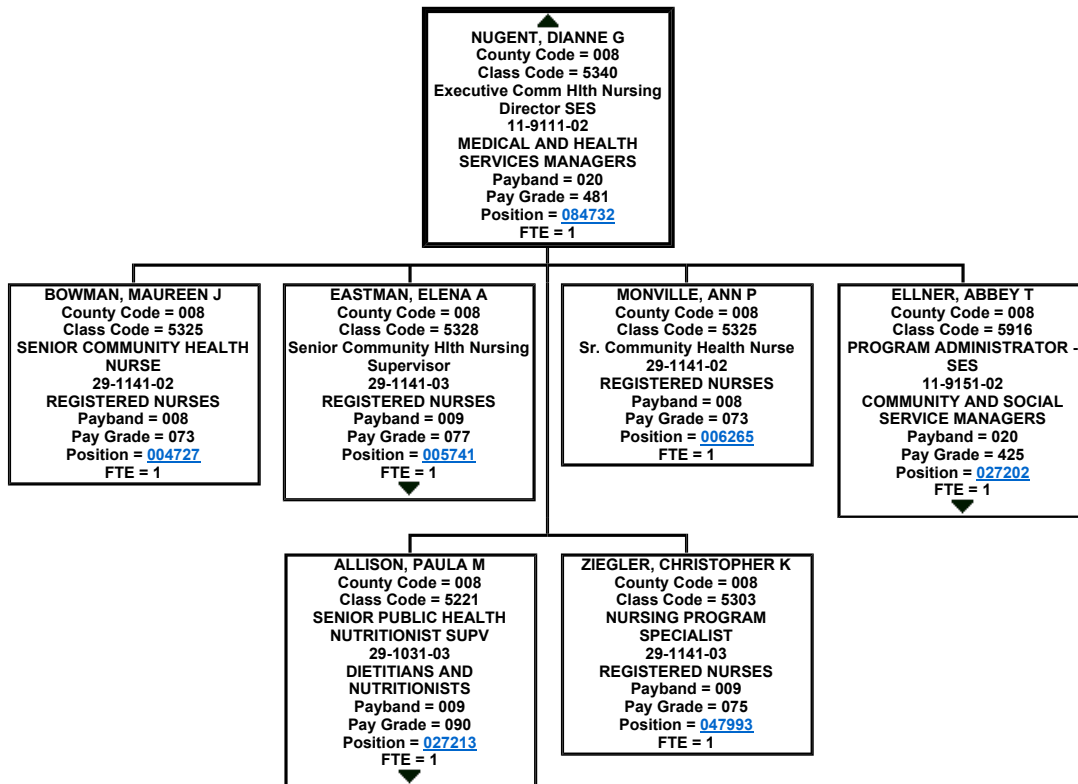 NUGENT, DIANNE G
County Code = 008
Class Code = 5340
Executive Comm Hlth Nursing
Director SES
11-9111-02
MEDICAL AND HEALTH
SERVICES MANAGERS
Payband = 020
Pay Grade = 481
Position = 084732
FTE = 1
BOWMAN, MAUREEN J
County Code = 008
Class Code = 5325
SENIOR COMMUNITY HEALTH
NURSE
29-1141-02
REGISTERED NURSES
Payband = 008
Pay Grade = 073
Position = 004727
FTE = 1
EASTMAN, ELENA A
County Code = 008
Class Code = 5328
Senior Community Hlth Nursing
Supervisor
29-1141-03
REGISTERED NURSES
Payband = 009
Pay Grade = 077
Position = 005741
FTE = 1
MONVILLE, ANN P
County Code = 008
Class Code = 5325
Sr. Community Health Nurse
29-1141-02
REGISTERED NURSES
Payband = 008
Pay Grade = 073
Position = 006265
FTE = 1
ELLNER, ABBEY T
County Code = 008
Class Code = 5916
PROGRAM ADMINISTRATOR -
SES
11-9151-02
COMMUNITY AND SOCIAL
SERVICE MANAGERS
Payband = 020
Pay Grade = 425
Position = 027202
FTE = 1
ALLISON, PAULA M
County Code = 008
Class Code = 5221
SENIOR PUBLIC HEALTH
NUTRITIONIST SUPV
29-1031-03
DIETITIANS AND
NUTRITIONISTS
Payband = 009
Pay Grade = 090
Position = 027213
FTE = 1
ZIEGLER, CHRISTOPHER K
County Code = 008
Class Code = 5303
NURSING PROGRAM
SPECIALIST
29-1141-03
REGISTERED NURSES
Payband = 009
Pay Grade = 075
Position = 047993
FTE = 1